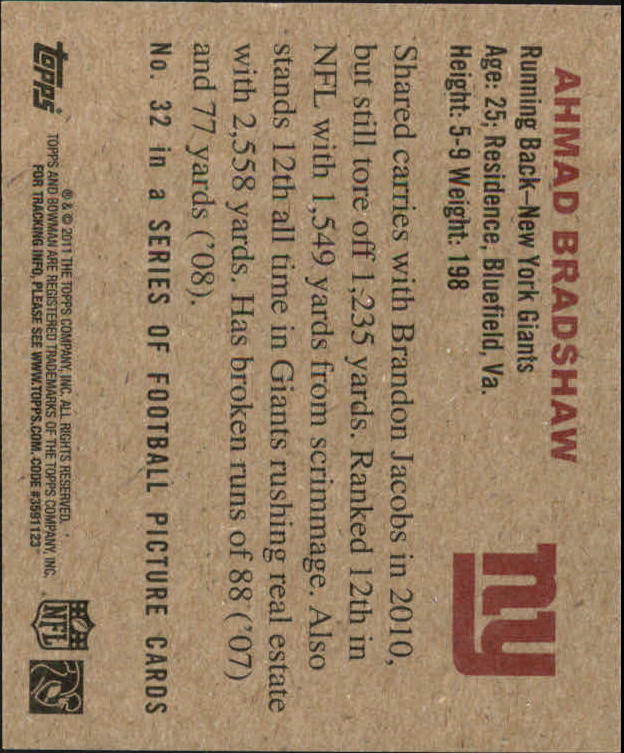 AHMAD BRADSHAW
Running Back–New York Giants
Age: 25; Residence, Bluefield, Va.
Height: 5-9 Weight: 198
ny
Shared carries with Brandon Jacobs in 2010,
but still tore off 1,235 yards. Ranked 12th in
NFL with 1,549 yards from scrimmage. Also
stands 12th all time in Giants rushing real estate
with 2,558 yards. Has broken runs of 88 (’07)
and 77 yards (’08).
No. 32 in a SERIES OF FOOTBALL PICTURE CARDS
topps
® & © 2011 THE TOPPS COMPANY, INC. ALL RIGHTS RESERVED.
TOPPS AND BOWMAN ARE REGISTERED TRADEMARKS OF THE TOPPS COMPANY, INC.
FOR TRACKING INFO, PLEASE SEE WWW.TOPPS.COM. CODE #3591123
NFL